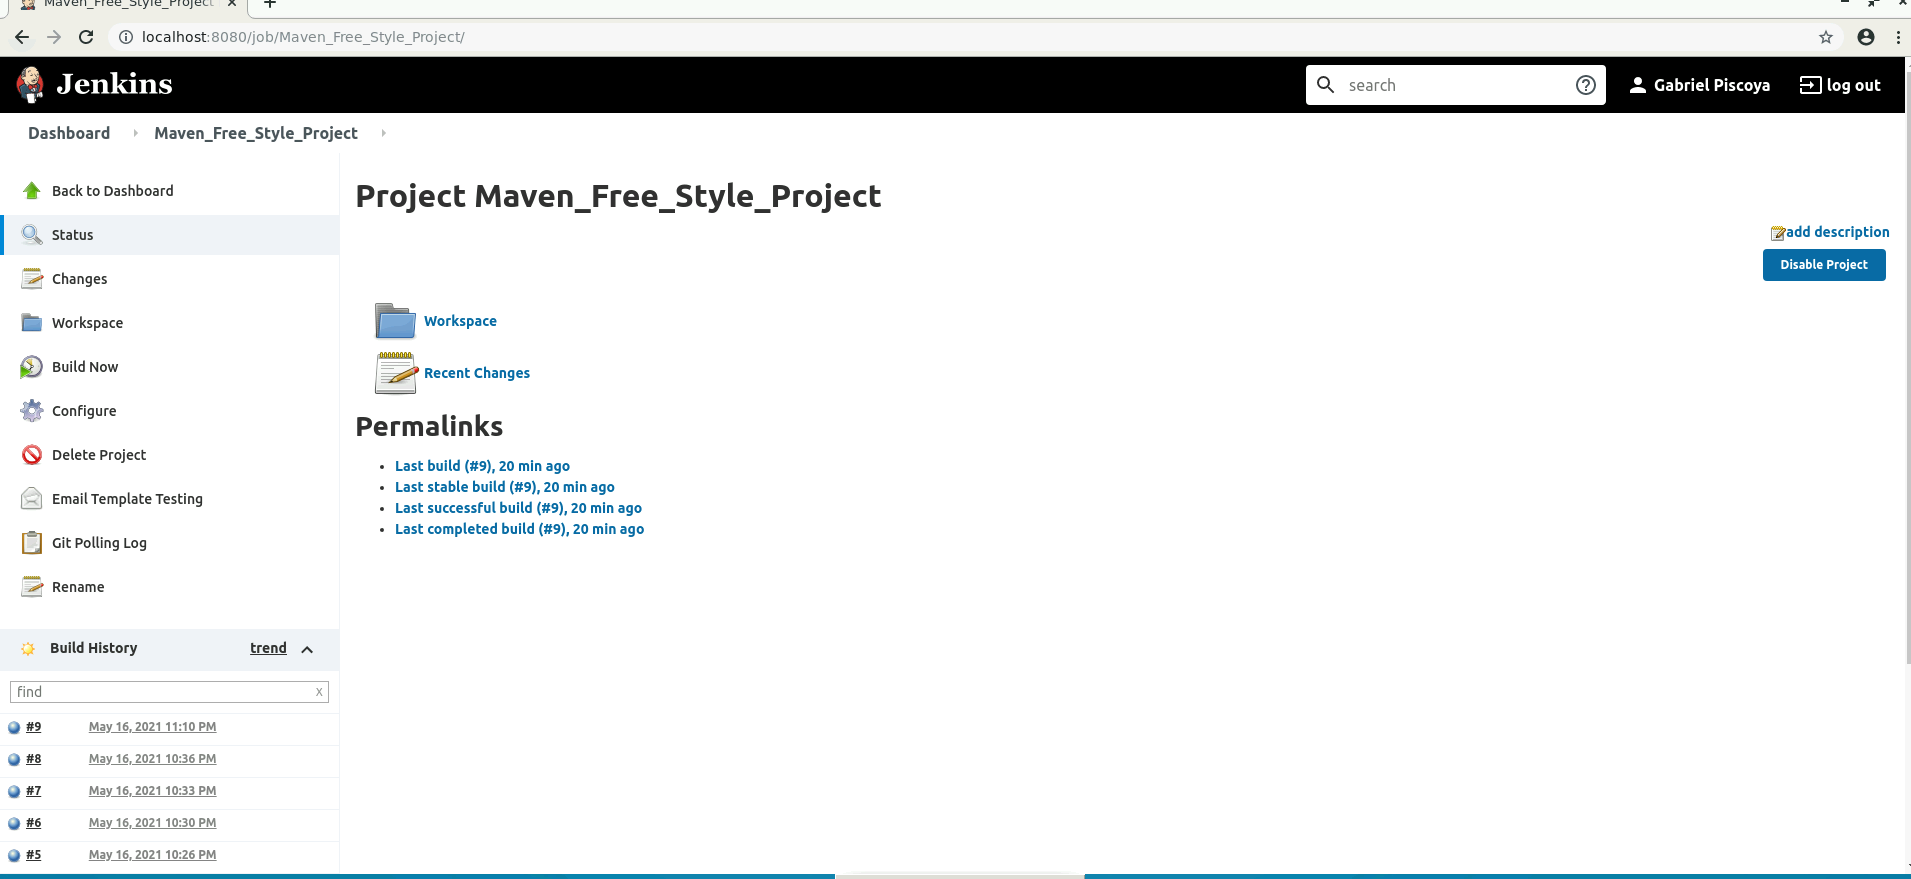 Maven_Free_Style_Project
localhost:8080/job/Maven_Free_Style_Project/
Jenkins
search
Gabriel Piscoya
log out
Dashboard
Maven_Free_Style_Project
Back to Dashboard
Status
Changes
Workspace
Build Now
Configure
Delete Project
Email Template Testing
Git Polling Log
Rename
Build History
trend
find
x
#9 May 16, 2021 11:10 PM
#8 May 16, 2021 10:36 PM
#7 May 16, 2021 10:33 PM
#6 May 16, 2021 10:30 PM
#5 May 16, 2021 10:26 PM
Project Maven_Free_Style_Project
add description
Disable Project
Workspace
Recent Changes
Permalinks
Last build (#9), 20 min ago
Last stable build (#9), 20 min ago
Last successful build (#9), 20 min ago
Last completed build (#9), 20 min ago